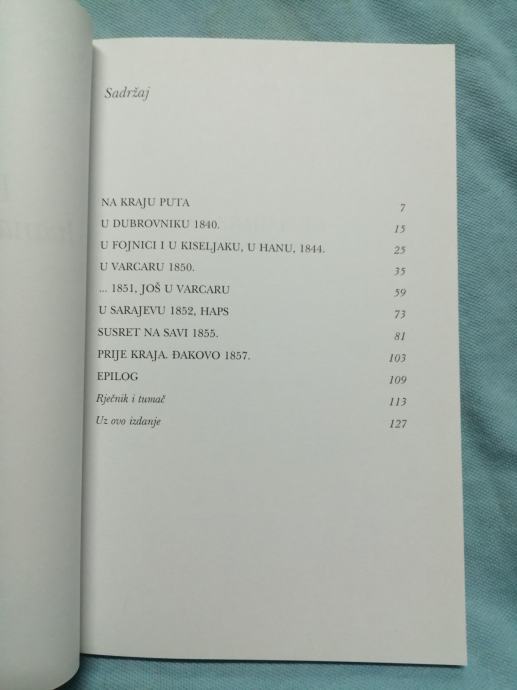 Sadržaj
NA KRAJU PUTA 7
U DUBROVNIKU 1840. 15
U FOJNICI I U KISELJAKU, U HANU, 1844. 25
U VARCARU 1850. 35
... 1851, JOŠ U VARCARU 59
U SARAJEVU 1852, HAPS 73
SUSRET NA SAVI 1855. 81
PRIJE KRAJA. ĐAKOVO 1857. 103
EPILOG 109
Rječnik i tumač 113
Uz ovo izdanje 127